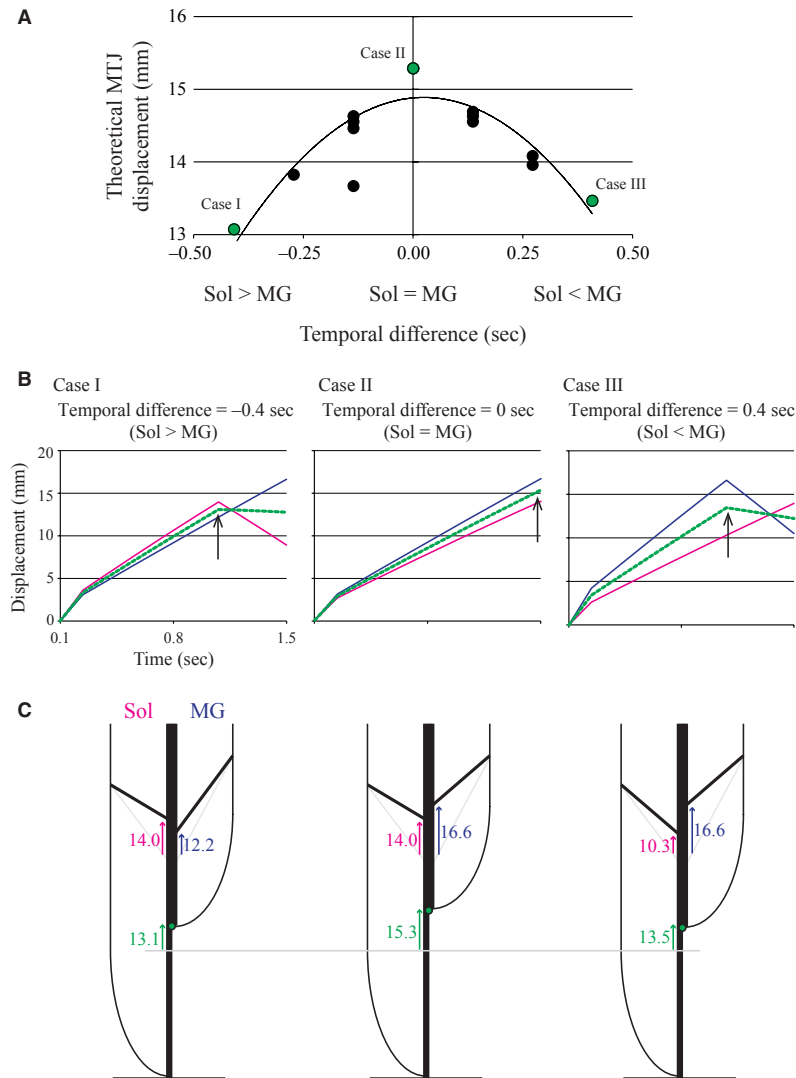 A
Theoretical MTJ
displacement (mm)
16
15
14
13
Case II
Case I
Case III
–0.50
–0.25
0.00
0.25
0.50
Sol > MG
Sol = MG
Sol < MG
Temporal difference (sec)
B
Case I
Temporal difference = –0.4 sec
(Sol > MG)
Case II
Temporal difference = 0 sec
(Sol = MG)
Case III
Temporal difference = 0.4 sec
(Sol < MG)
Displacement (mm)
20
15
10
5
0
0.1
0.8
1.5
Time (sec)
C
Sol
MG
14.0
12.2
13.1
14.0
16.6
15.3
10.3
16.6
13.5